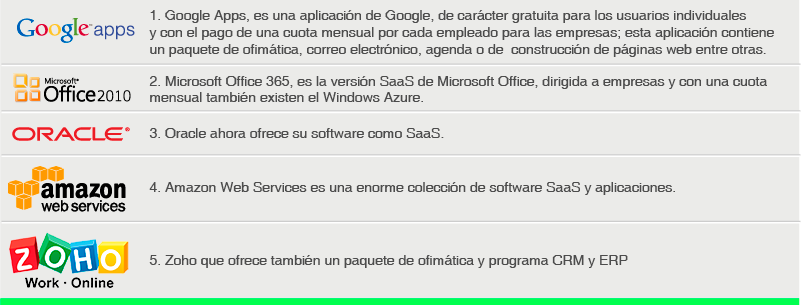 Google apps
1. Google Apps, es una aplicación de Google, de carácter gratuita para los usuarios individuales
y con el pago de una cuota mensual por cada empleado para las empresas; esta aplicación contiene
un paquete de ofimática, correo electrónico, agenda o de construcción de páginas web entre otras.
Microsoft®
Office2010
2. Microsoft Office 365, es la versión SaaS de Microsoft Office, dirigida a empresas y con una cuota
mensual también existen el Windows Azure.
ORACLE®
3. Oracle ahora ofrece su software como SaaS.
amazon
web services
4. Amazon Web Services es una enorme colección de software SaaS y aplicaciones.
ZOHO
Work · Online
5. Zoho que ofrece también un paquete de ofimática y programa CRM y ERP